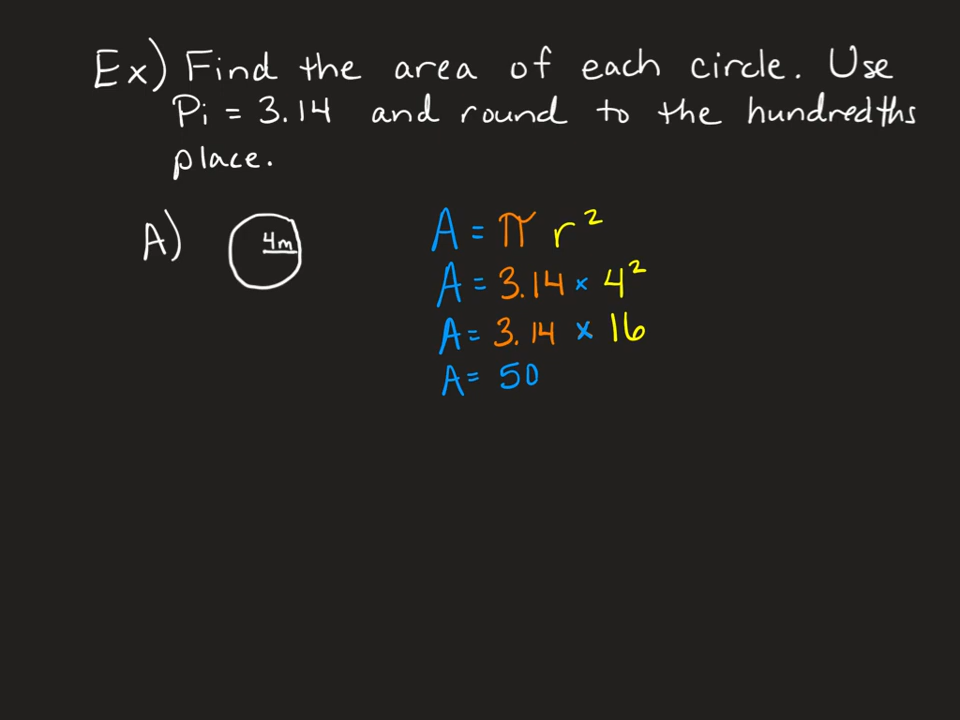 Ex) Find the area of each circle. Use
Pi = 3.14 and round to the hundredths
place.
A) 4m
A = π r²
A = 3.14 × 4²
A = 3.14 × 16
A = 50